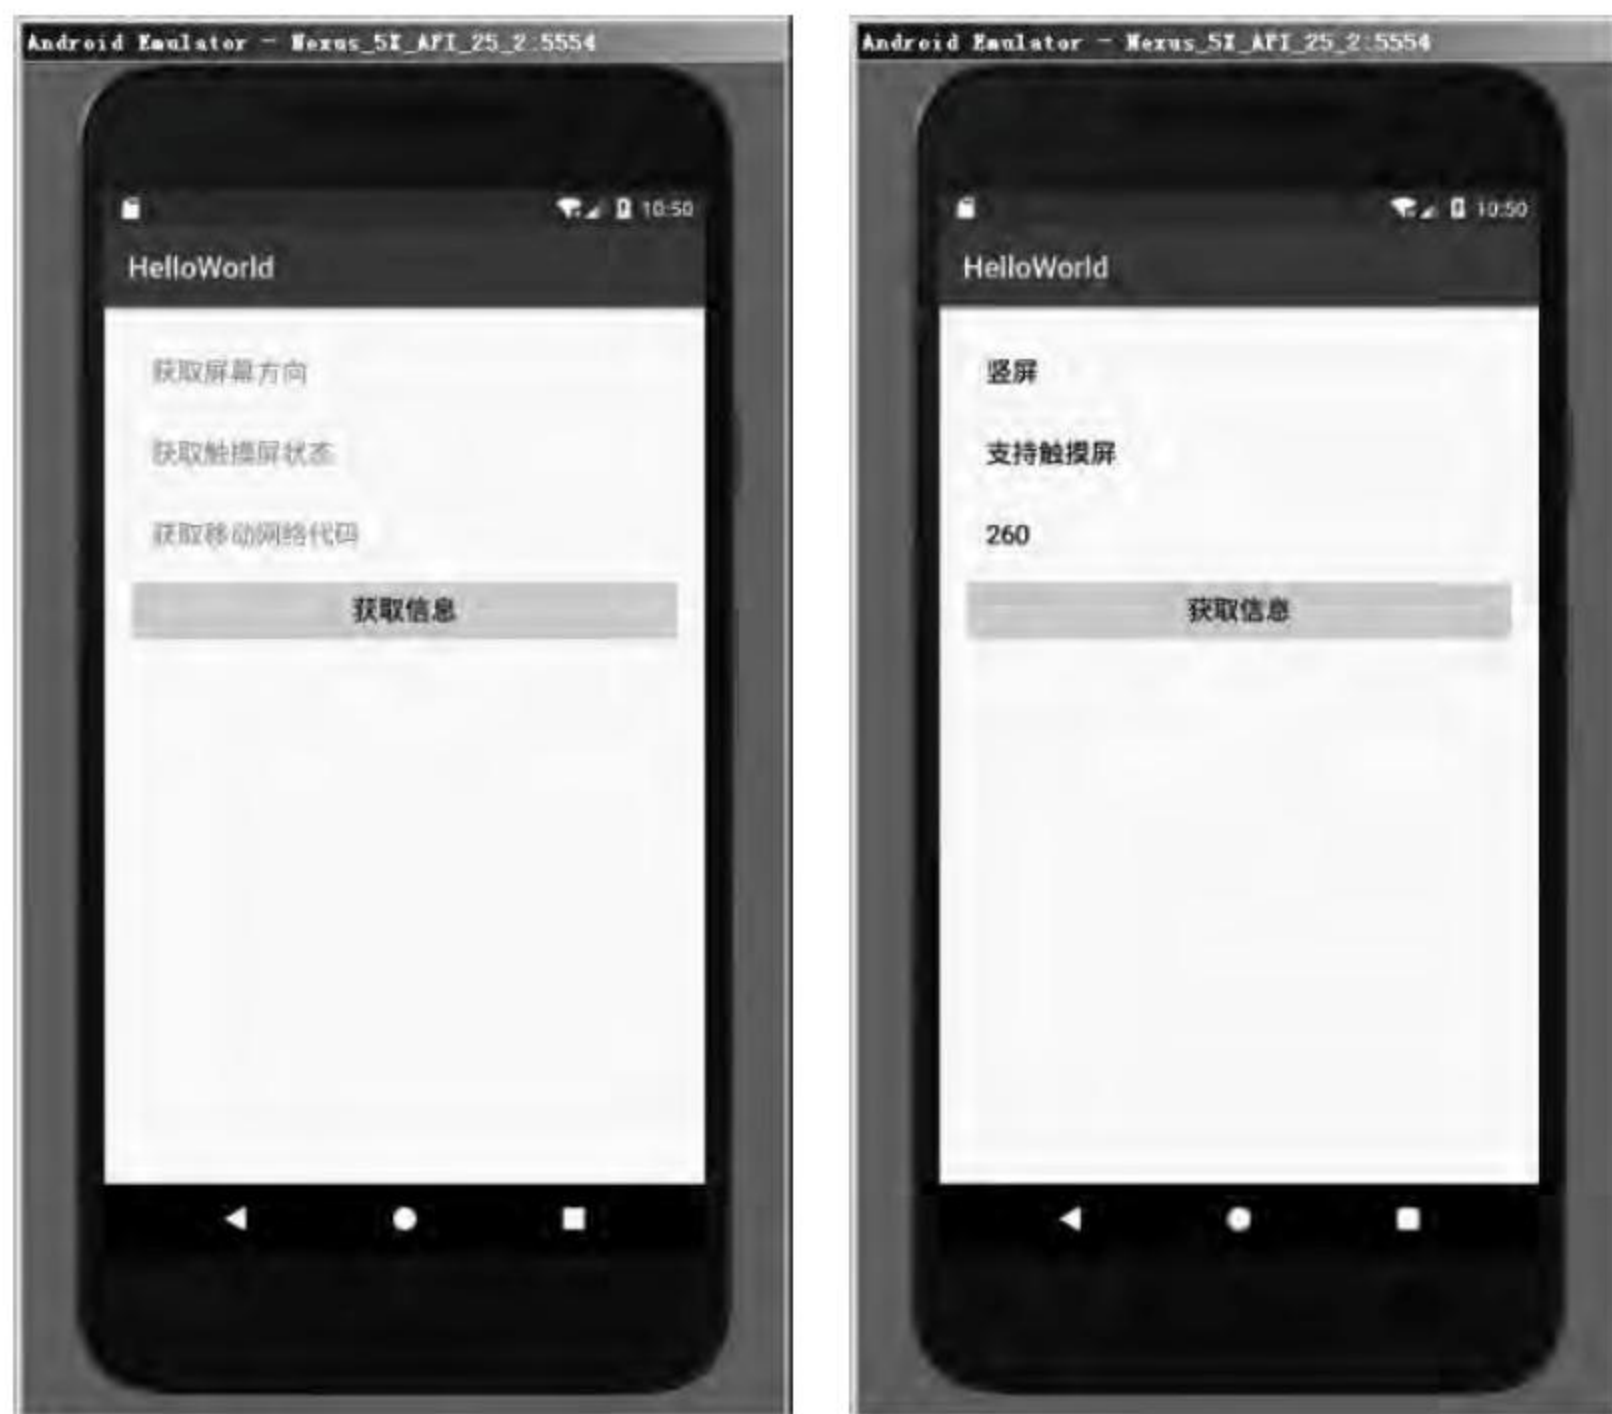 Android Emulator - Nexus_5X_API_25_2:5554
10:50
HelloWorld
获取屏幕方向
获取触摸屏状态
获取移动网络代码
获取信息
Android Emulator - Nexus_5X_API_25_2:5554
10:50
HelloWorld
竖屏
支持触摸屏
260
获取信息